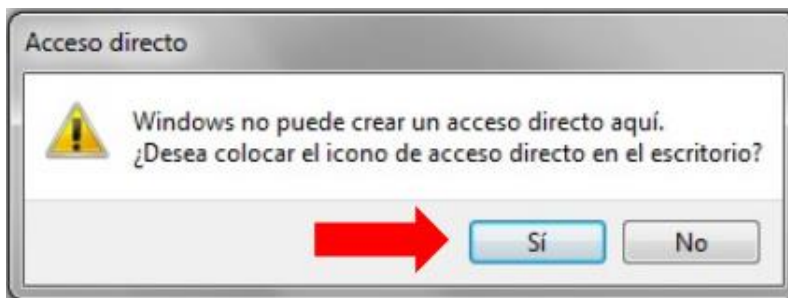 Acceso directo
Windows no puede crear un acceso directo aquí.
¿Desea colocar el icono de acceso directo en el escritorio?
Sí
No